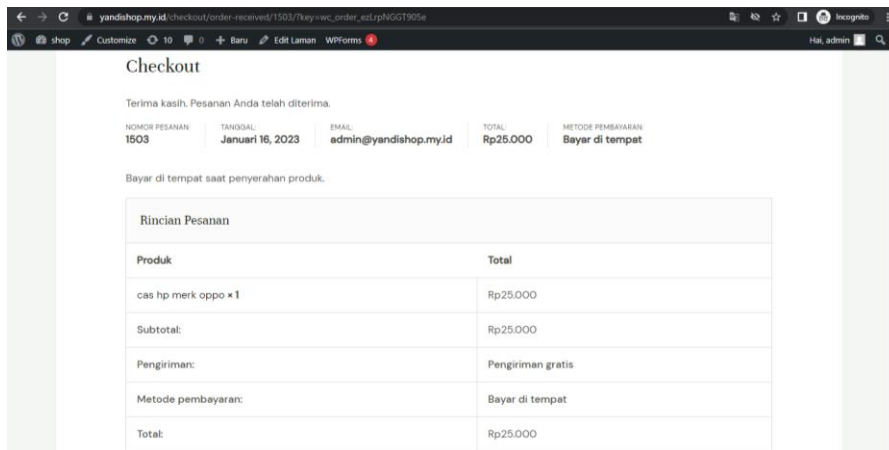 yandishop.my.id/checkout/order-received/1503/?key=wc_order_ezLrpNGGT905e
Incognito
shop Customize 10 0 + Baru Edit Laman WPForms 4
Hai, admin
Checkout
Terima kasih. Pesanan Anda telah diterima.
NOMOR PESANAN: TANGGAL: EMAIL: TOTAL: METODE PEMBAYARAN:
1503 Januari 16, 2023 admin@yandishop.my.id Rp25.000 Bayar di tempat
Bayar di tempat saat penyerahan produk.
Rincian Pesanan
Produk Total
cas hp merk oppo × 1 Rp25.000
Subtotal: Rp25.000
Pengiriman: Pengiriman gratis
Metode pembayaran: Bayar di tempat
Total: Rp25.000